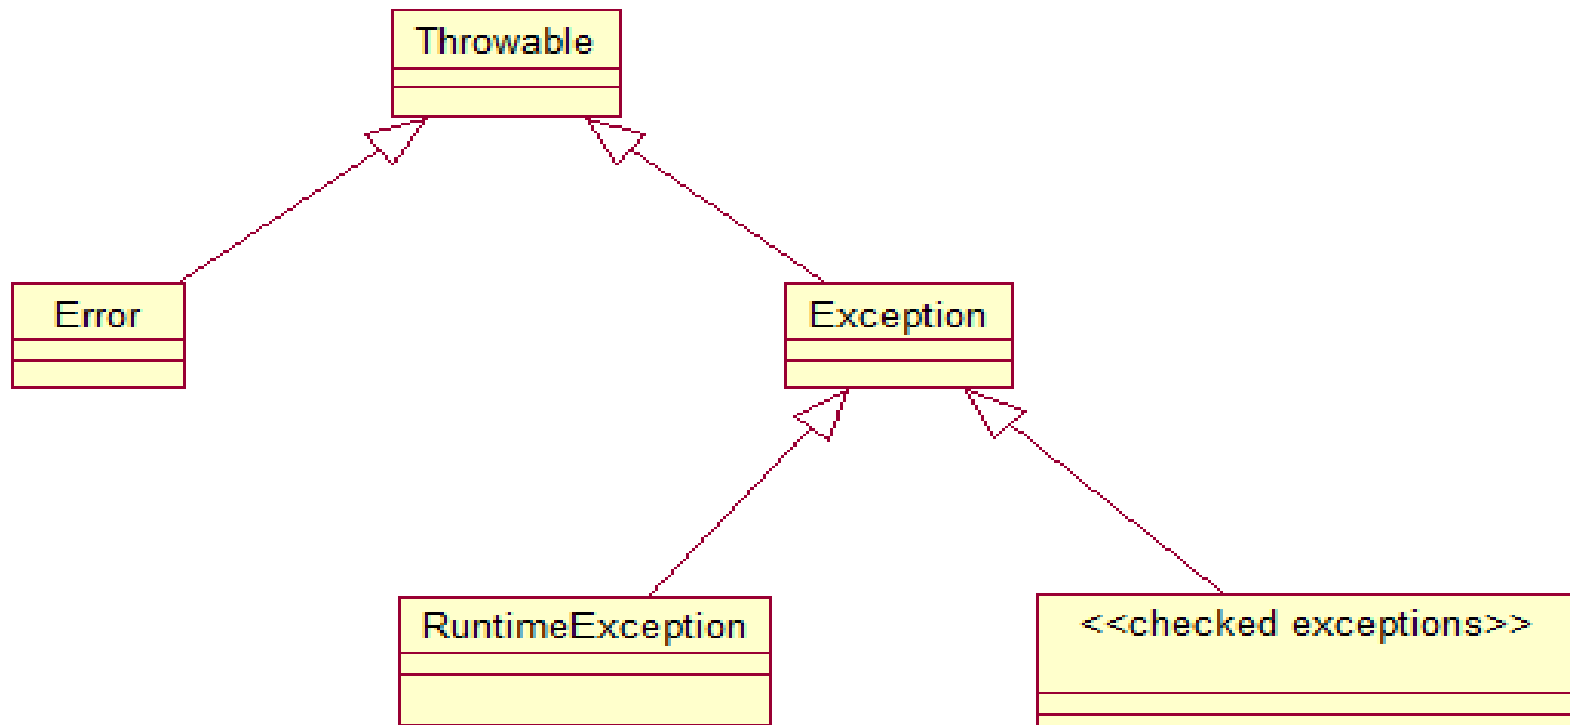 Throwable
Error
Exception
RuntimeException
<<checked exceptions>>